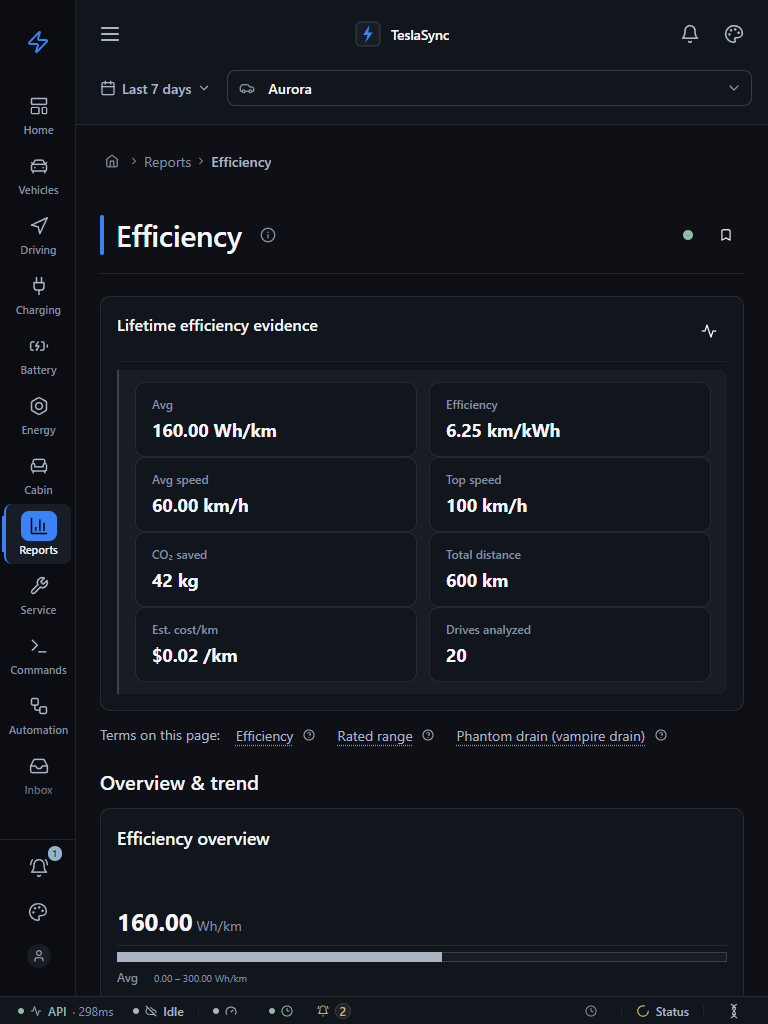 TeslaSync
Last 7 days
Aurora
Home
Vehicles
Driving
Charging
Battery
Energy
Cabin
Reports
Service
Commands
Automation
Inbox
1
Reports > Efficiency
Efficiency
Lifetime efficiency evidence
Avg
160.00 Wh/km
Efficiency
6.25 km/kWh
Avg speed
60.00 km/h
Top speed
100 km/h
CO₂ saved
42 kg
Total distance
600 km
Est. cost/km
$0.02 /km
Drives analyzed
20
Terms on this page: Efficiency Rated range Phantom drain (vampire drain)
Overview & trend
Efficiency overview
160.00 Wh/km
Avg 0.00 – 300.00 Wh/km
API · 298ms Idle 2 Status